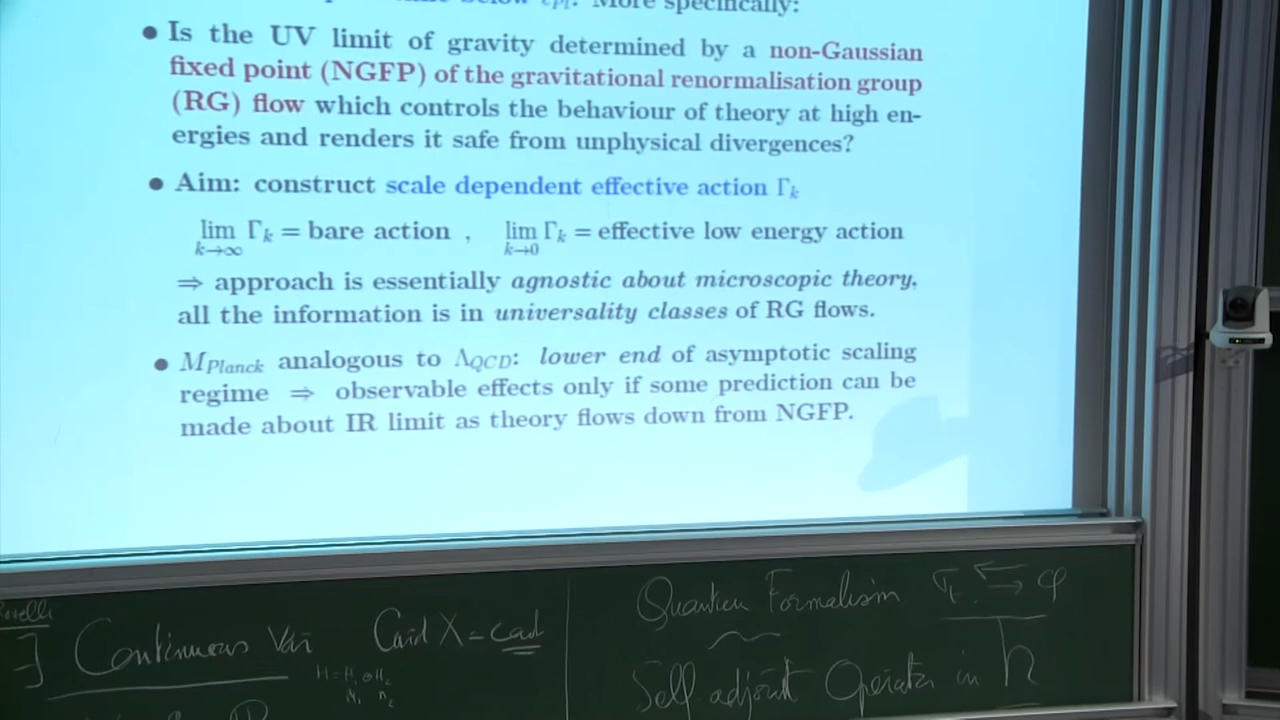 below ℓ_Pl. More specifically:
• Is the UV limit of gravity determined by a non-Gaussian
fixed point (NGFP) of the gravitational renormalisation group
(RG) flow which controls the behaviour of theory at high en-
ergies and renders it safe from unphysical divergences?
• Aim: construct scale dependent effective action Γ_k
lim_{k→∞} Γ_k = bare action , lim_{k→0} Γ_k = effective low energy action
⇒ approach is essentially agnostic about microscopic theory,
all the information is in universality classes of RG flows.
• M_Planck analogous to Λ_QCD: lower end of asymptotic scaling
regime ⇒ observable effects only if some prediction can be
made about IR limit as theory flows down from NGFP.
Continuous Var Card X = card
Quantum Formalism
Self-adjoint Operator in h